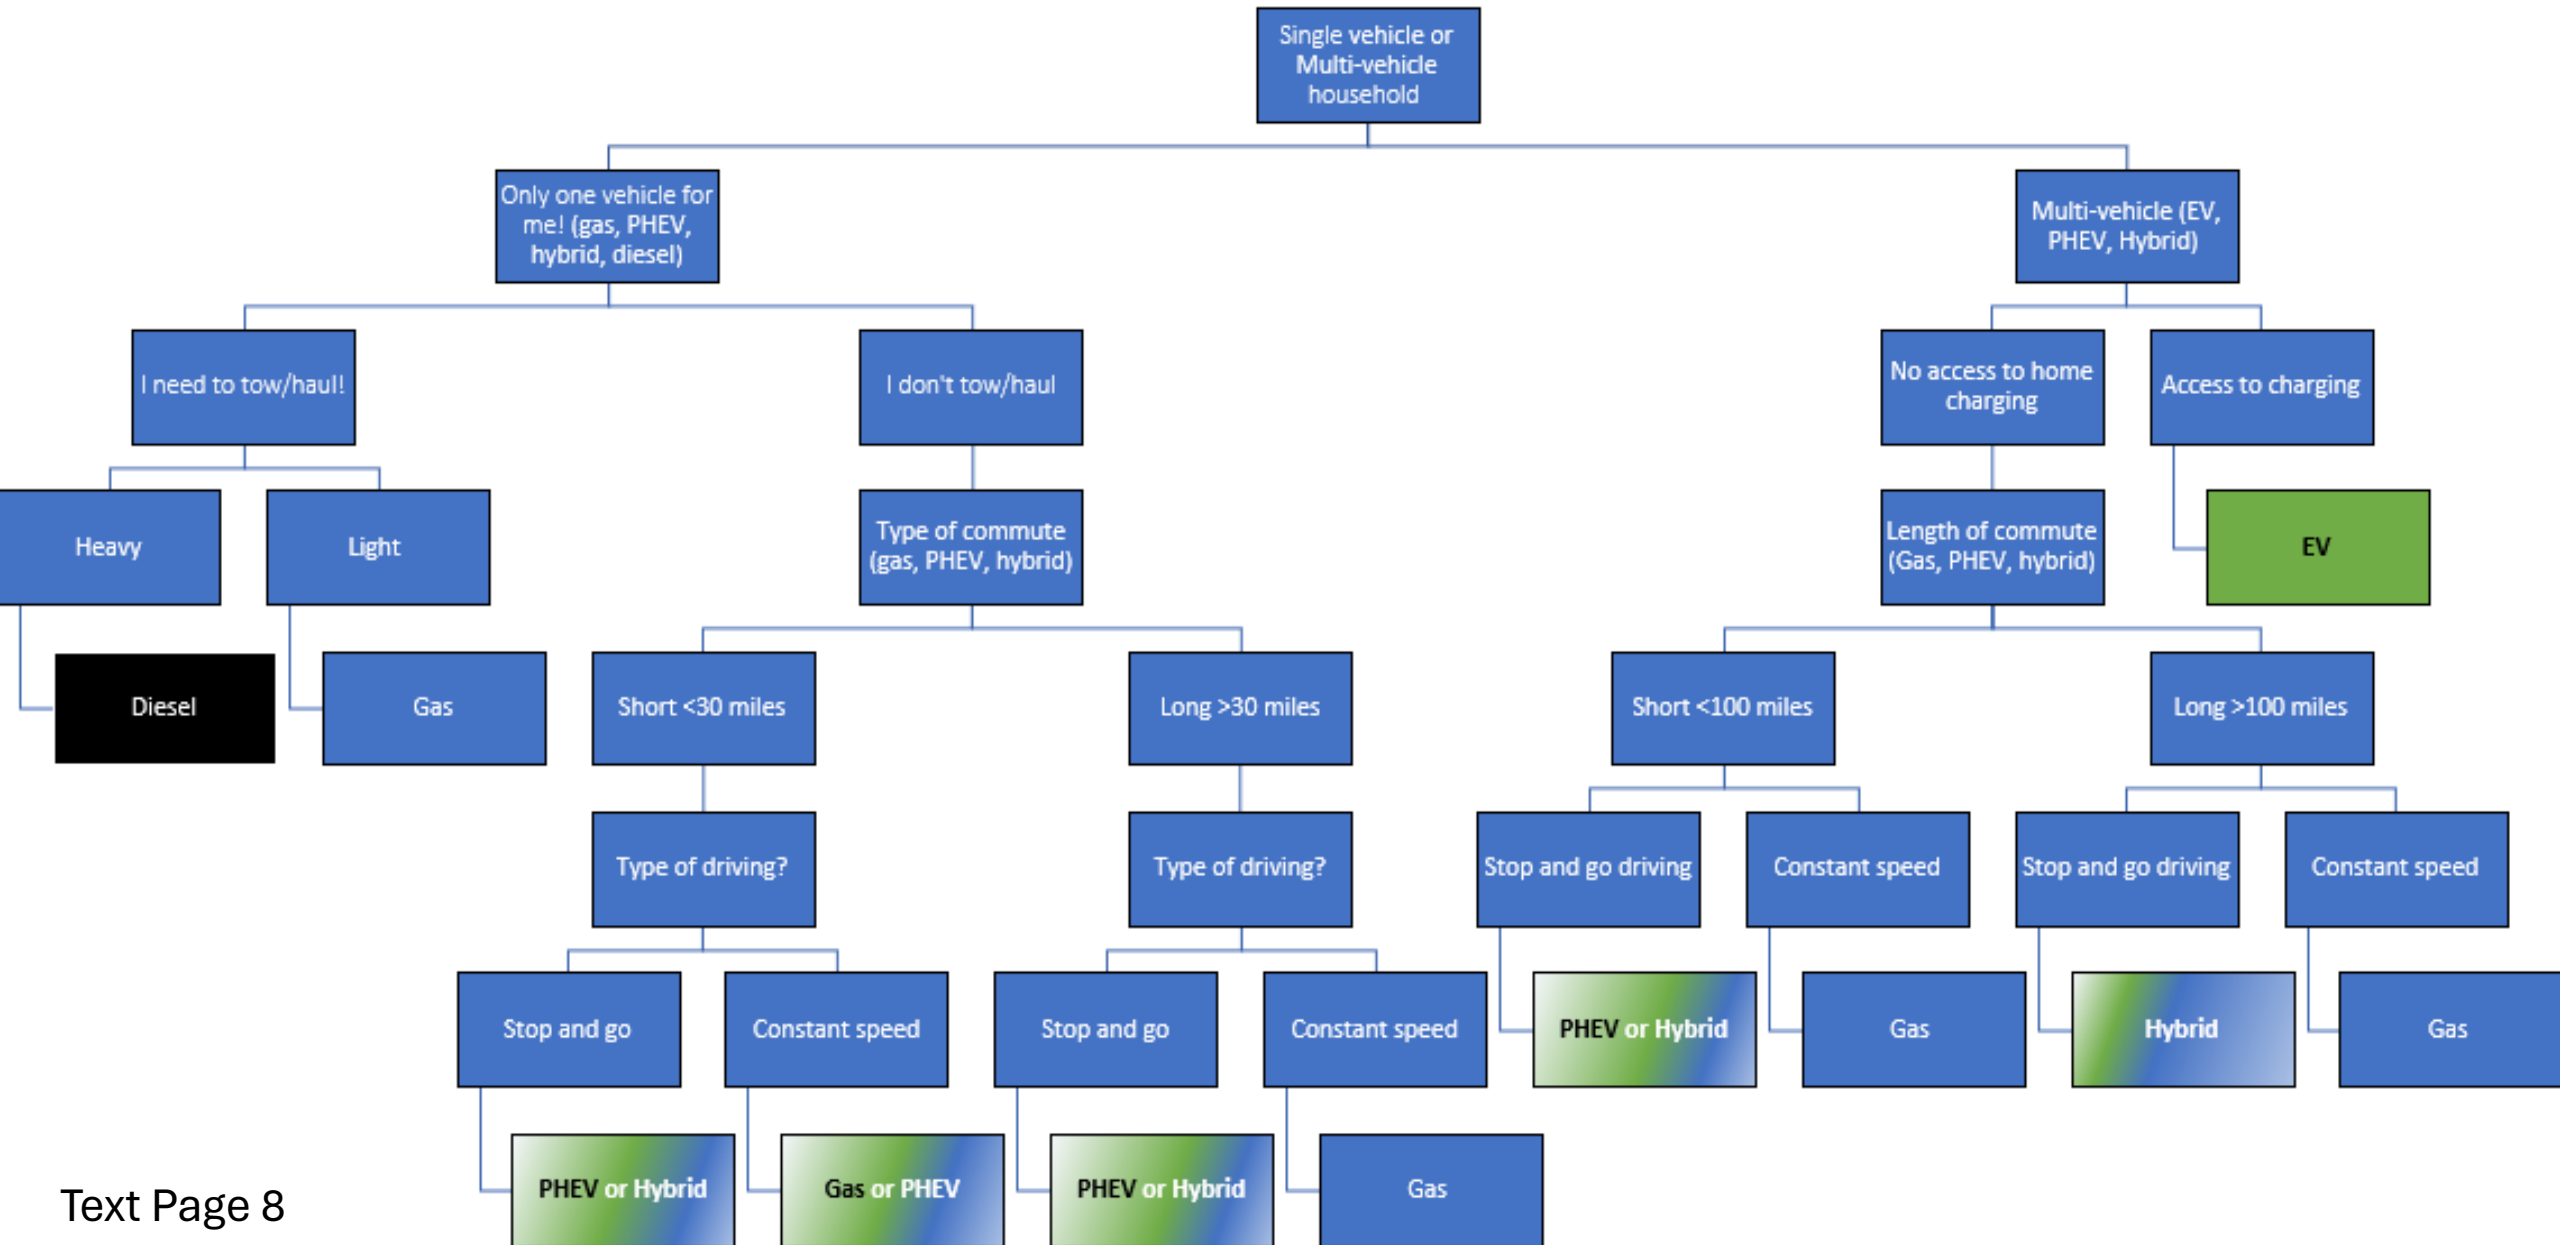 Single vehicle or
Multi-vehicle
household
Only one vehicle for
me! (gas, PHEV,
hybrid, diesel)
Multi-vehicle (EV,
PHEV, Hybrid)
I need to tow/haul!
I don't tow/haul
No access to home
charging
Access to charging
Heavy
Light
Type of commute
(gas, PHEV, hybrid)
Length of commute
(Gas, PHEV, hybrid)
EV
Diesel
Gas
Short <30 miles
Long >30 miles
Short <100 miles
Long >100 miles
Type of driving?
Type of driving?
Stop and go driving
Constant speed
Stop and go driving
Constant speed
Stop and go
Constant speed
Stop and go
Constant speed
PHEV or Hybrid
Gas
Hybrid
Gas
PHEV or Hybrid
Gas or PHEV
PHEV or Hybrid
Gas
Text Page 8